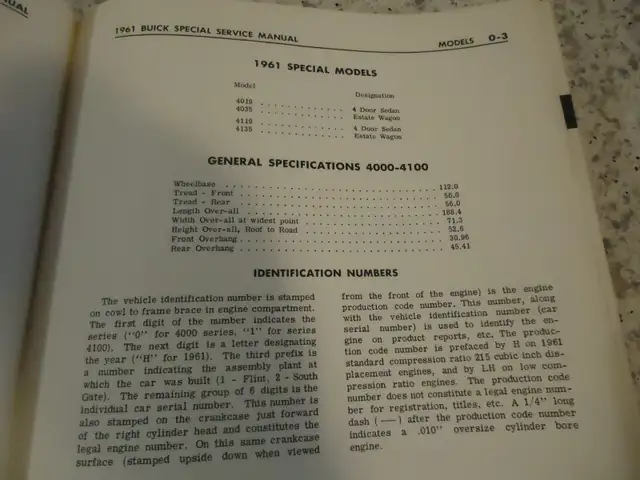 1961 BUICK SPECIAL SERVICE MANUAL
MODELS 0-3
1961 SPECIAL MODELS
Model Designation
4019 . . . . . . . . . . . . 4 Door Sedan
4035 . . . . . . . . . . . . Estate Wagon
4119 . . . . . . . . . . . . 4 Door Sedan
4135 . . . . . . . . . . . . Estate Wagon
GENERAL SPECIFICATIONS 4000-4100
Wheelbase . . . . . . . . . . . . 112.0
Tread - Front . . . . . . . . . . . . 56.0
Tread - Rear . . . . . . . . . . . . 56.0
Length Over-all . . . . . . . . . . . . 188.4
Width Over-all at widest point . . . . . . . . . . . . 71.3
Height Over-all, Roof to Road . . . . . . . . . . . . 52.6
Front Overhang . . . . . . . . . . . . 30.96
Rear Overhang . . . . . . . . . . . . 45.41
IDENTIFICATION NUMBERS
The vehicle identification number is stamped
on cowl to frame brace in engine compartment.
The first digit of the number indicates the
series ("0" for 4000 series, "1" for series
4100). The next digit is a letter designating
the year ("H" for 1961). The third prefix is
a number indicating the assembly plant at
which the car was built (1 - Flint, 2 - South
Gate). The remaining group of 6 digits is the
individual car serial number. This number is
also stamped on the crankcase just forward
of the right cylinder head and constitutes the
legal engine number. On this same crankcase
surface (stamped upside down when viewed
from the front of the engine) is the engine
production code number. This number, along
with the vehicle identification number (car
serial number) is used to identify the en-
gine on product reports, etc. The produc-
tion code number is prefaced by H on 1961
standard compression ratio 215 cubic inch dis-
placement engines, and by LH on low com-
pression ratio engines. The production code
number does not constitute a legal engine num-
ber for registration, titles, etc. A 1/4" long
dash (—) after the production code number
indicates a .010" oversize cylinder bore
engine.